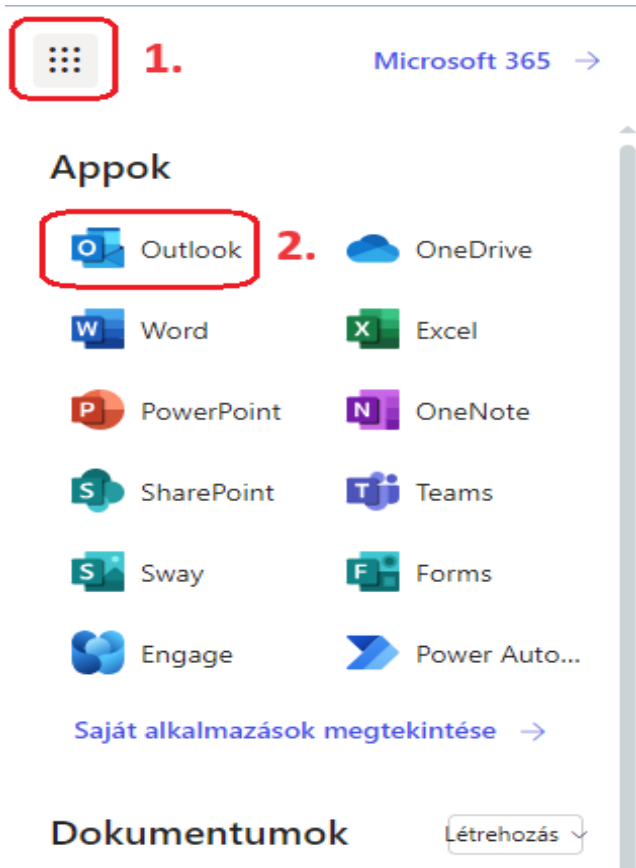 1. Microsoft 365 →
Appok
Outlook 2. OneDrive
Word Excel
PowerPoint OneNote
SharePoint Teams
Sway Forms
Engage Power Auto...
Saját alkalmazások megtekintése →
Dokumentumok Létrehozás